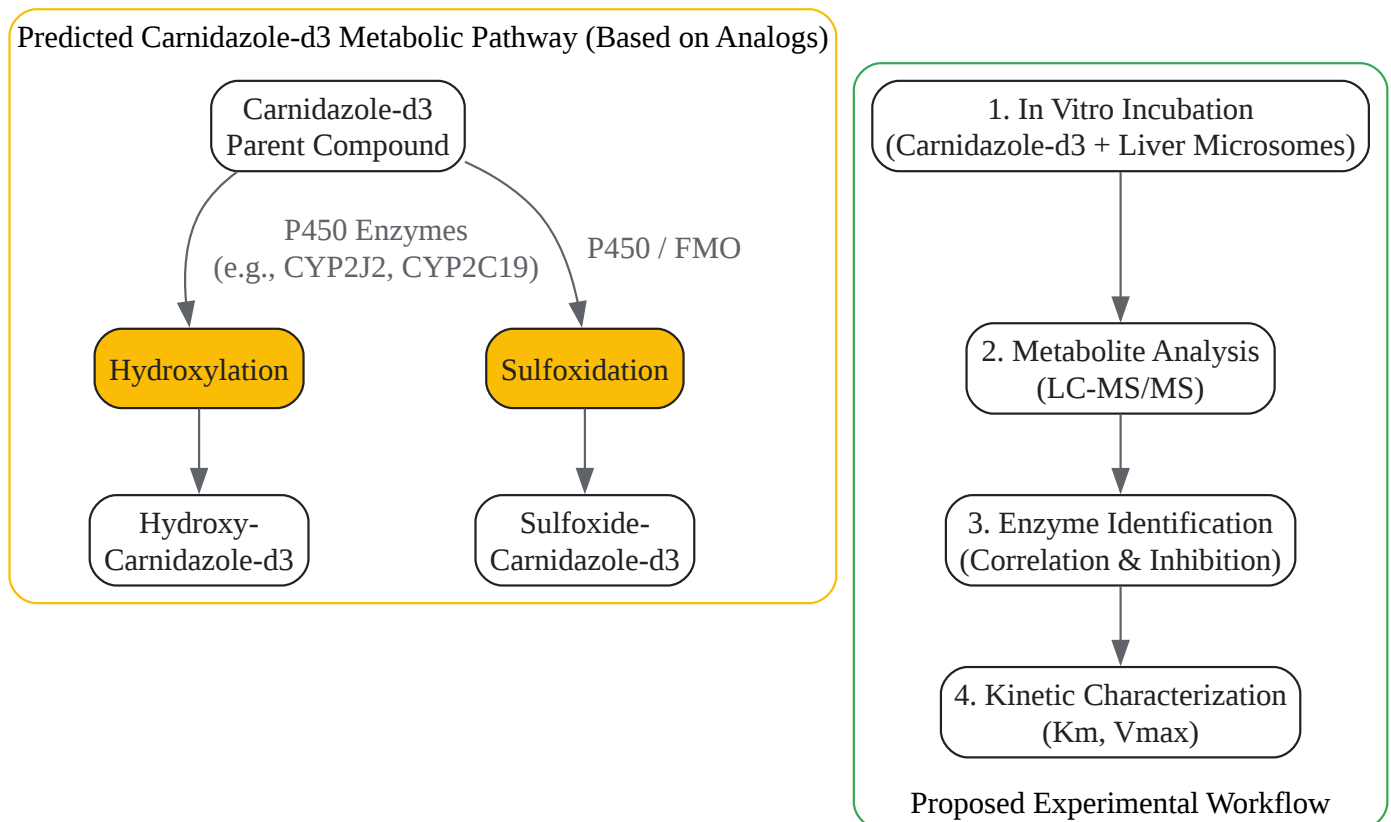 Predicted Carnidazole-d3 Metabolic Pathway (Based on Analogs)
Carnidazole-d3
Parent Compound
P450 Enzymes
(e.g., CYP2J2, CYP2C19)
P450 / FMO
Hydroxylation
Sulfoxidation
Hydroxy-
Carnidazole-d3
Sulfoxide-
Carnidazole-d3
1. In Vitro Incubation
(Carnidazole-d3 + Liver Microsomes)
2. Metabolite Analysis
(LC-MS/MS)
3. Enzyme Identification
(Correlation & Inhibition)
4. Kinetic Characterization
(Km, Vmax)
Proposed Experimental Workflow